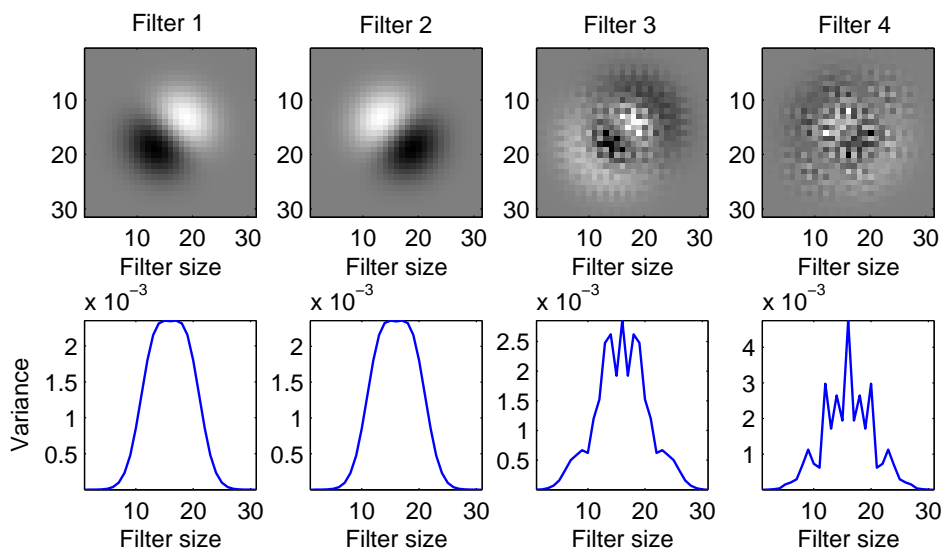 Filter 1 Filter 2 Filter 3 Filter 4
10 10 10 10
20 20 20 20
30 30 30 30
10 20 30 10 20 30 10 20 30 10 20 30
Filter size Filter size Filter size Filter size
x 10⁻³ x 10⁻³ x 10⁻³ x 10⁻³
Variance
2 2 2.5 4
1.5 1.5 2 3
1 1 1.5 2
0.5 0.5 1 1
0.5
10 20 30 10 20 30 10 20 30 10 20 30
Filter size Filter size Filter size Filter size